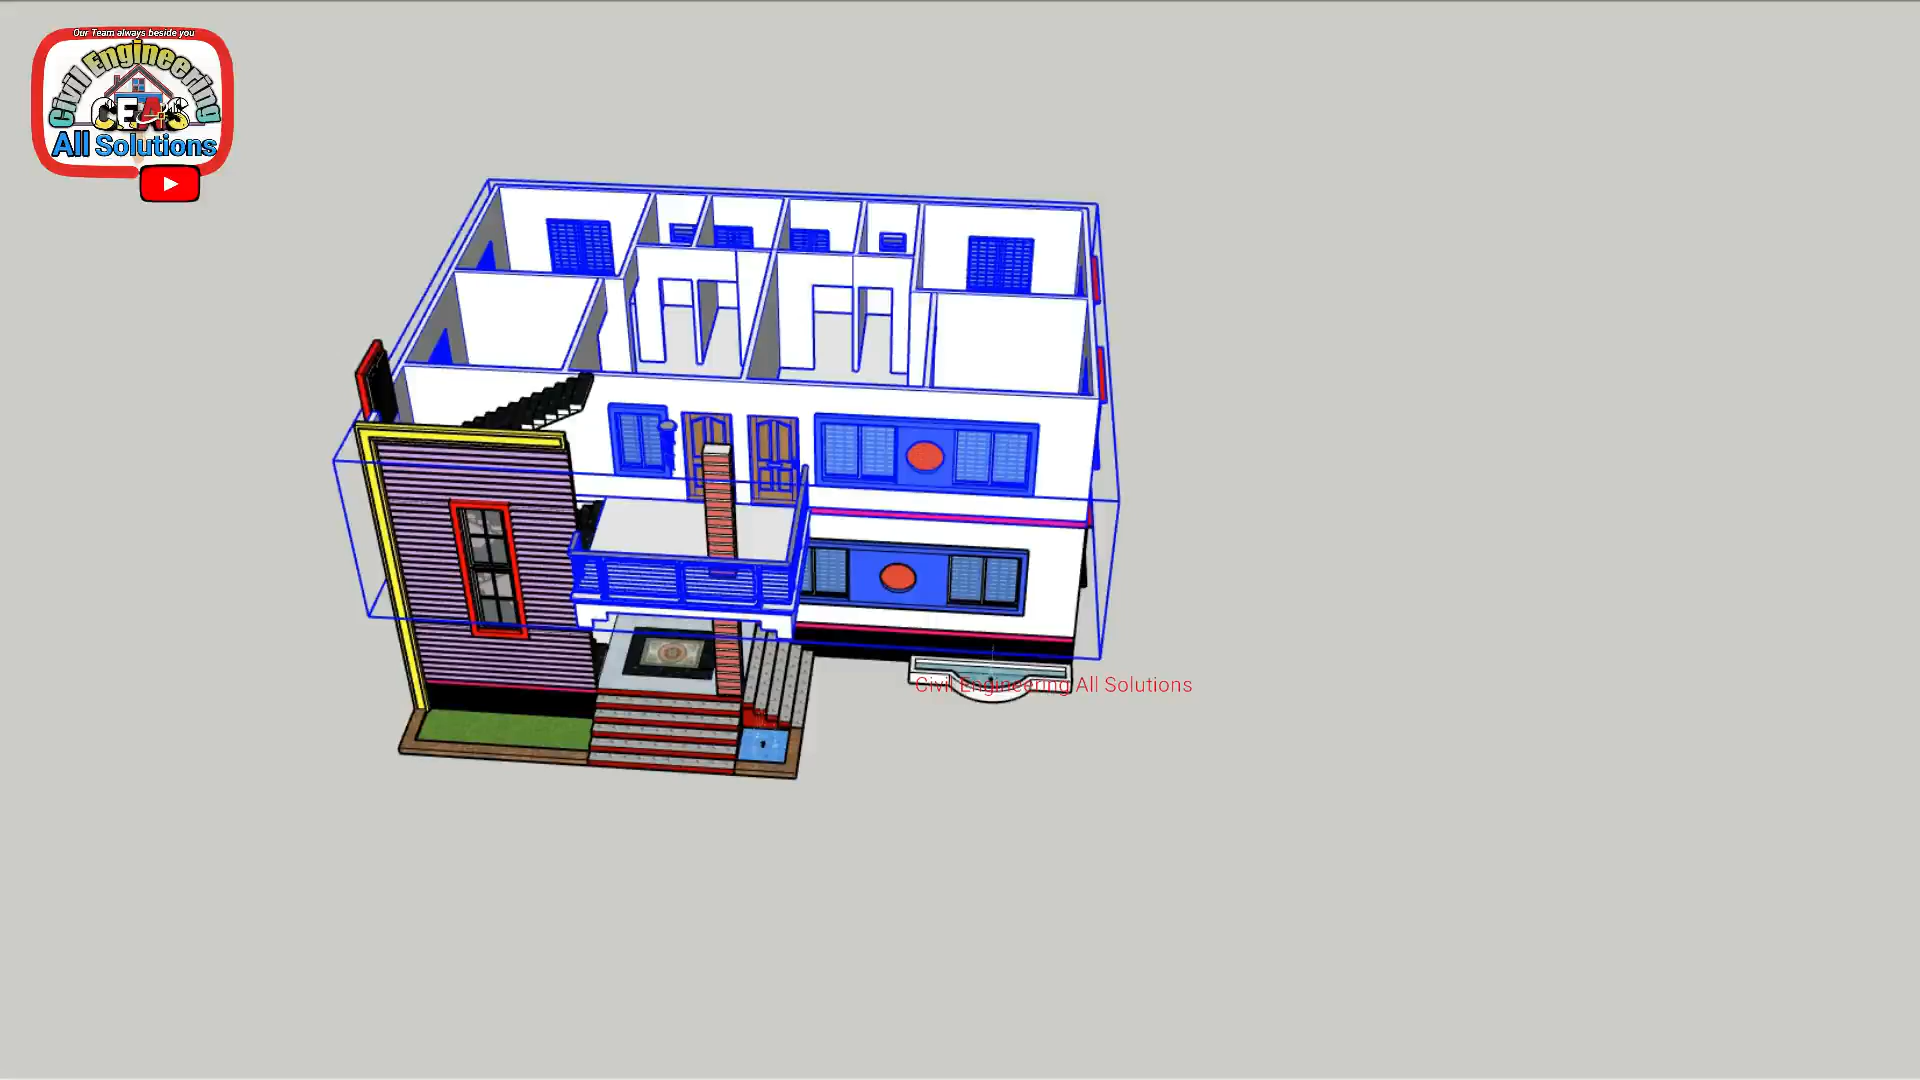 Our Team always beside you
Civil Engineering
CEAS
All Solutions
Civil Engineering All Solutions